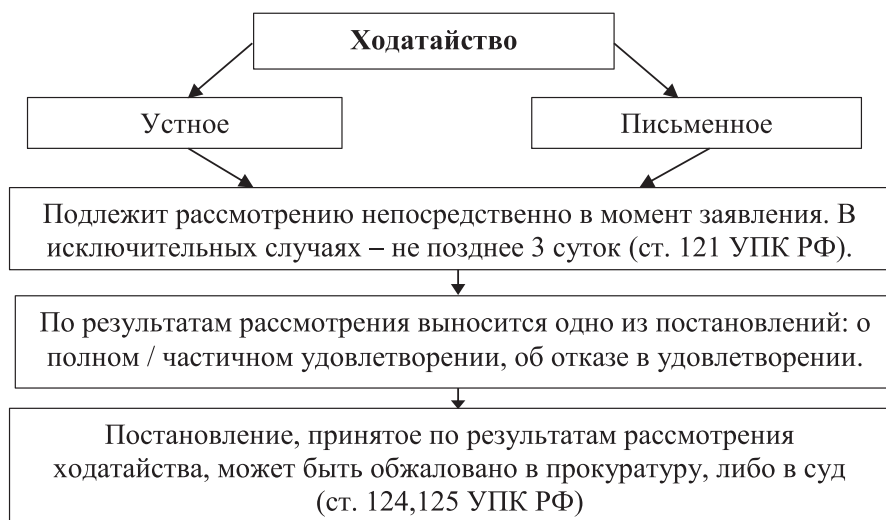 Ходатайство
Устное
Письменное
Подлежит рассмотрению непосредственно в момент заявления. В
исключительных случаях – не позднее 3 суток (ст. 121 УПК РФ).
По результатам рассмотрения выносится одно из постановлений: о
полном / частичном удовлетворении, об отказе в удовлетворении.
Постановление, принятое по результатам рассмотрения
ходатайства, может быть обжаловано в прокуратуру, либо в суд
(ст. 124,125 УПК РФ)